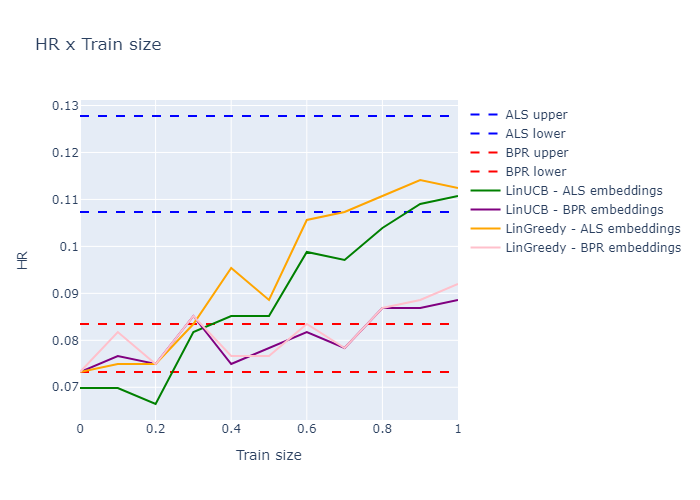 HR x Train size
0.13
0.12
0.11
0.1
0.09
0.08
0.07
HR
0
0.2
0.4
0.6
0.8
1
Train size
ALS upper
ALS lower
BPR upper
BPR lower
LinUCB - ALS embeddings
LinUCB - BPR embeddings
LinGreedy - ALS embeddings
LinGreedy - BPR embeddings